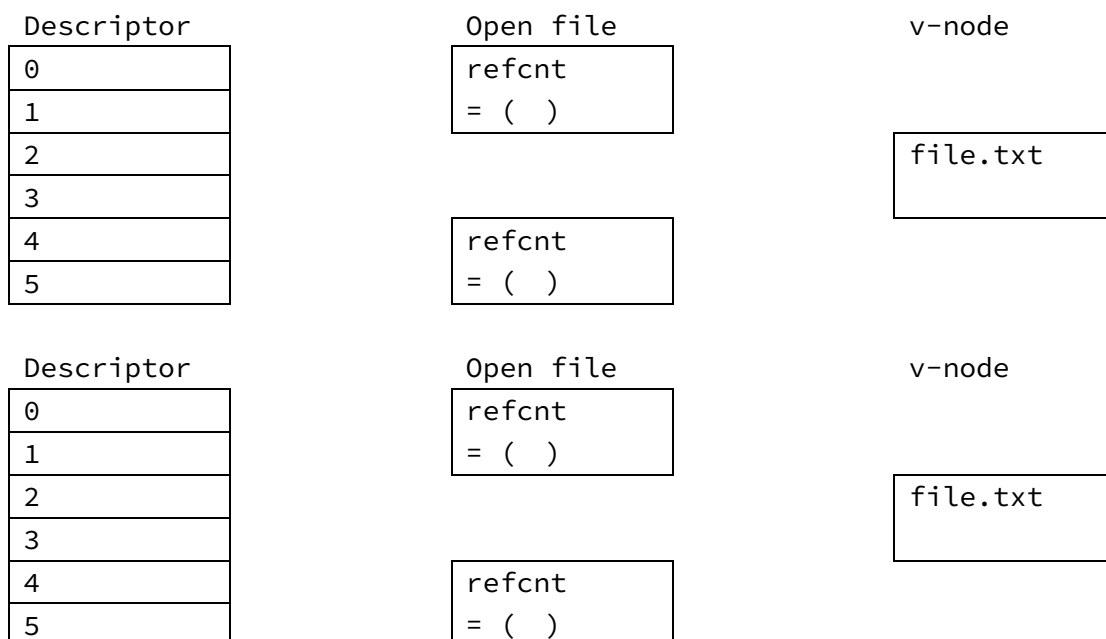 Descriptor Open file v-node
0 refcnt
1 = ( )
2 file.txt
3
4 refcnt
5 = ( )
Descriptor Open file v-node
0 refcnt
1 = ( )
2 file.txt
3
4 refcnt
5 = ( )